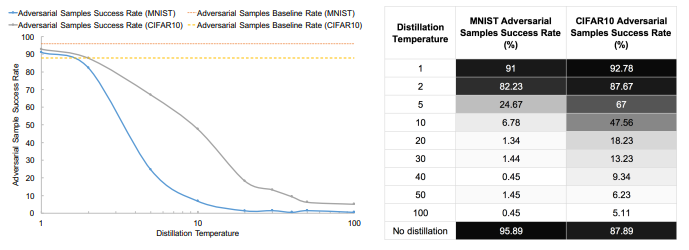 Adversarial Samples Success Rate (MNIST) Adversarial Samples Baseline Rate (MNIST)
Adversarial Samples Success Rate (CIFAR10) Adversarial Samples Baseline Rate (CIFAR10)
Adversarial Sample Success Rate
100
90
80
70
60
50
40
30
20
10
0
1 10 100
Distillation Temperature
Distillation Temperature MNIST Adversarial Samples Success Rate (%) CIFAR10 Adversarial Samples Success Rate (%)
1 91 92.78
2 82.23 87.67
5 24.67 67
10 6.78 47.56
20 1.34 18.23
30 1.44 13.23
40 0.45 9.34
50 1.45 6.23
100 0.45 5.11
No distillation 95.89 87.89